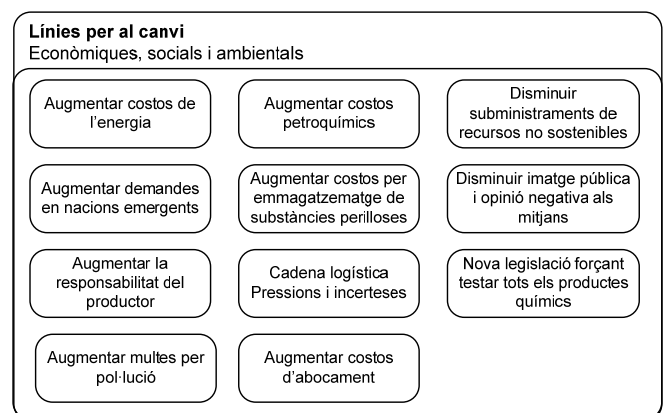 Línies per al canvi
Econòmiques, socials i ambientals
Augmentar costos de
l’energia
Augmentar costos
petroquímics
Disminuir
subministraments de
recursos no sostenibles
Augmentar demandes
en nacions emergents
Augmentar costos per
emmagatzematge de
substàncies perilloses
Disminuir imatge pública
i opinió negativa als
mitjans
Augmentar la
responsabilitat del
productor
Cadena logística
Pressions i incerteses
Nova legislació forçant
testar tots els productes
químics
Augmentar multes per
pol·lució
Augmentar costos
d’abocament